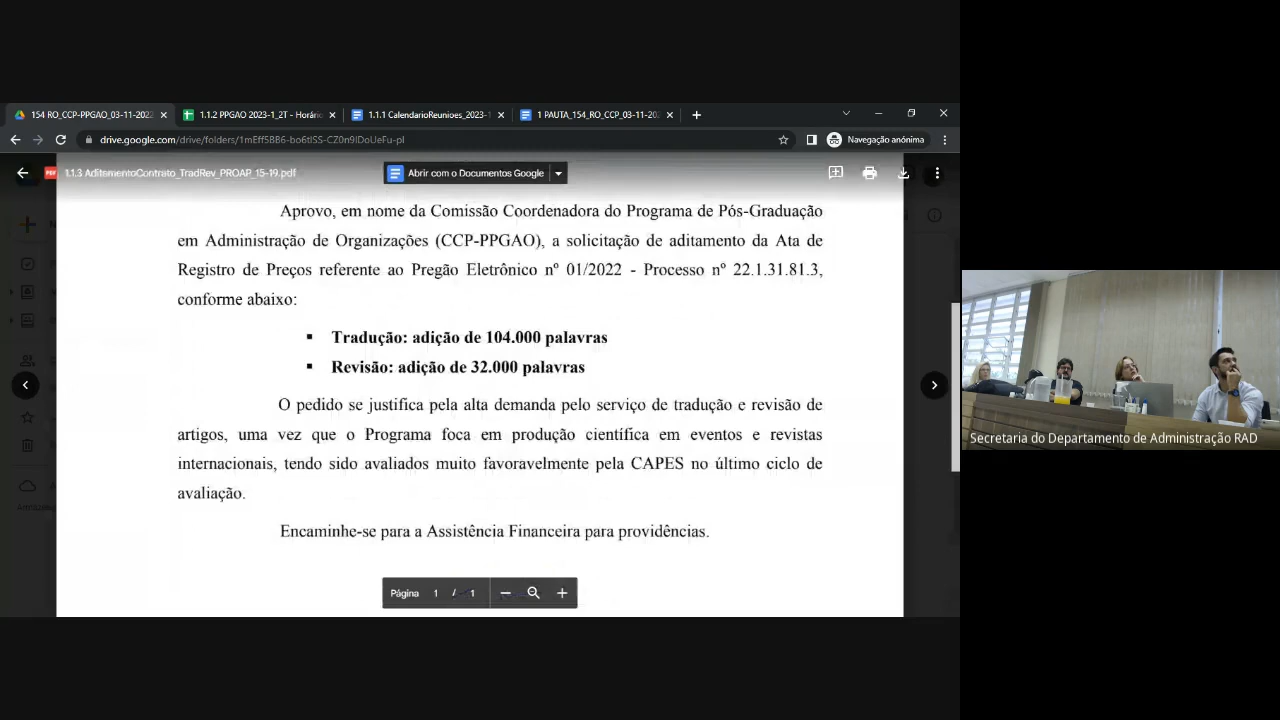 154 RO_CCP-PPGAO_03-11-2022
1.1.2 PPGAO 2023-1_2T - Horário
1.1.1 CalendarioReunioes_2023-1
1 PAUTA_154_RO_CCP_03-11-202
drive.google.com/drive/folders/1mEff5BB6-bo6tISS-CZ0n9IDoUeFu-pl
Navegação anônima
PDF
1.1.3 AditamentoContrato_TradRev_PROAP_15-19.pdf
Abrir com o Documentos Google
Aprovo, em nome da Comissão Coordenadora do Programa de Pós-Graduação
em Administração de Organizações (CCP-PPGAO), a solicitação de aditamento da Ata de
Registro de Preços referente ao Pregão Eletrônico nº 01/2022 - Processo nº 22.1.31.81.3,
conforme abaixo:
▪ Tradução: adição de 104.000 palavras
▪ Revisão: adição de 32.000 palavras
O pedido se justifica pela alta demanda pelo serviço de tradução e revisão de
artigos, uma vez que o Programa foca em produção científica em eventos e revistas
internacionais, tendo sido avaliados muito favoravelmente pela CAPES no último ciclo de
avaliação.
Encaminhe-se para a Assistência Financeira para providências.
Página 1 / 1
Secretaria do Departamento de Administração RAD